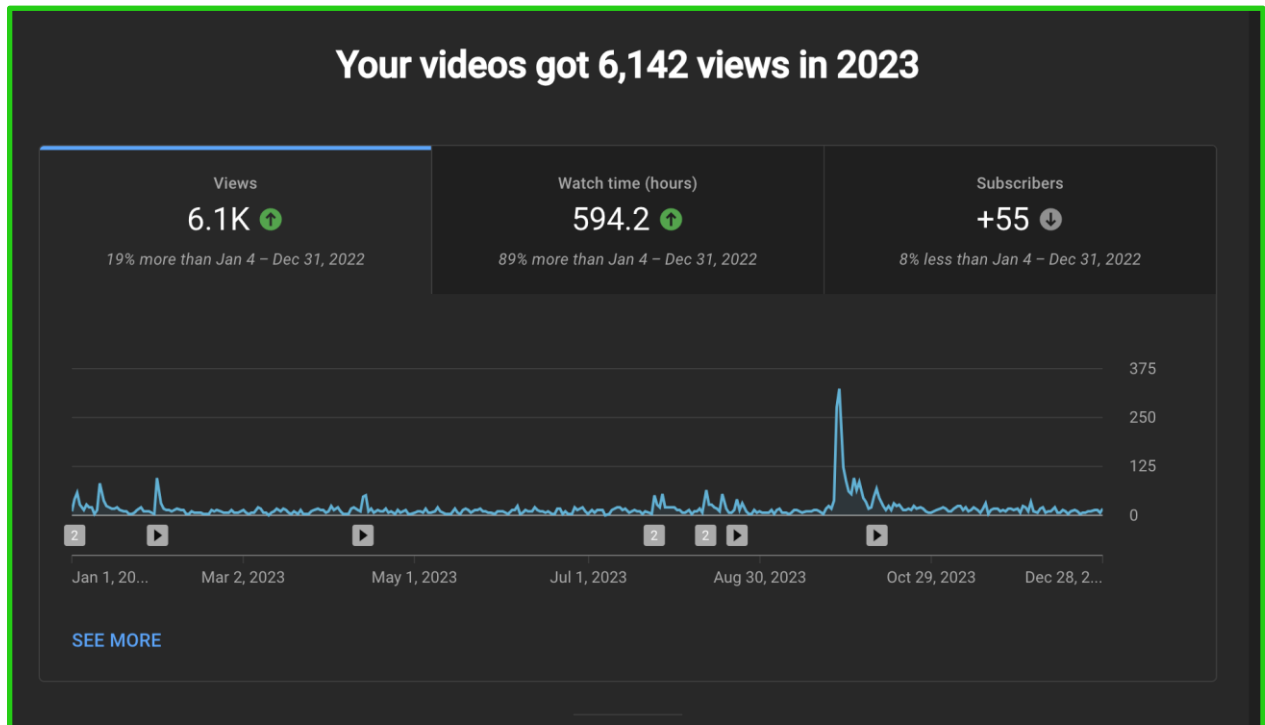 Your videos got 6,142 views in 2023
Views
6.1K
19% more than Jan 4 – Dec 31, 2022
Watch time (hours)
594.2
89% more than Jan 4 – Dec 31, 2022
Subscribers
+55
8% less than Jan 4 – Dec 31, 2022
375
250
125
0
2 2 2
Jan 1, 20... Mar 2, 2023 May 1, 2023 Jul 1, 2023 Aug 30, 2023 Oct 29, 2023 Dec 28, 2...
SEE MORE